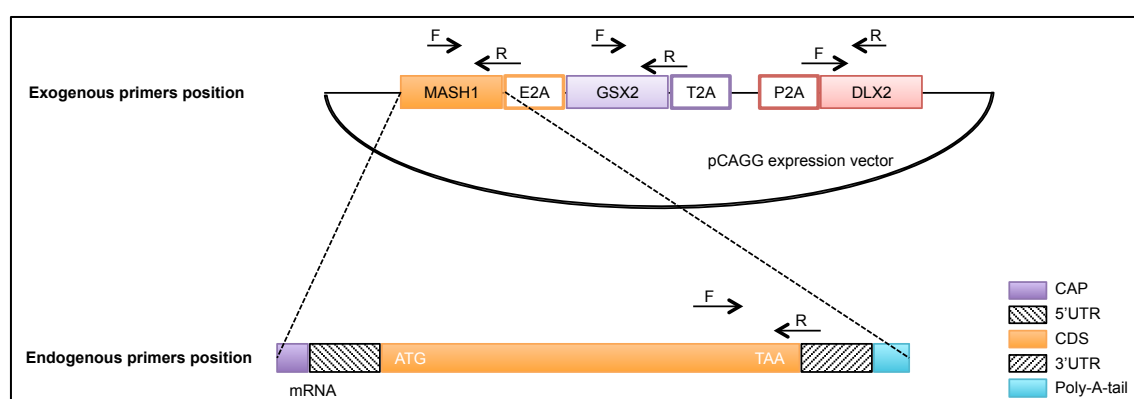 F
R
F
R
F
R
Exogenous primers position
MASH1
E2A
GSX2
T2A
P2A
DLX2
pCAGG expression vector
F
R
Endogenous primers position
ATG
TAA
mRNA
CAP
5'UTR
CDS
3'UTR
Poly-A-tail